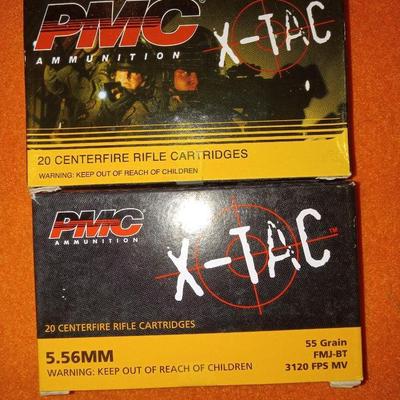 PMC
AMMUNITION
X-TAC
20 CENTERFIRE RIFLE CARTRIDGES
WARNING: KEEP OUT OF REACH OF CHILDREN
PMC
AMMUNITION
X-TAC™
20 CENTERFIRE RIFLE CARTRIDGES
5.56MM
WARNING: KEEP OUT OF REACH OF CHILDREN
55 Grain
FMJ-BT
3120 FPS MV